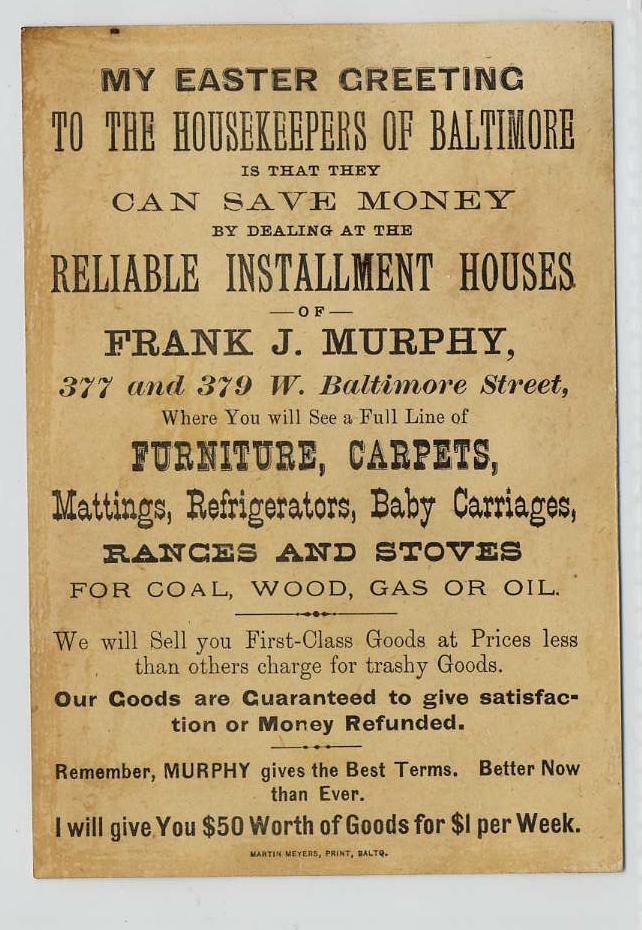 MY EASTER GREETING
TO THE HOUSEKEEPERS OF BALTIMORE
IS THAT THEY
CAN SAVE MONEY
BY DEALING AT THE
RELIABLE INSTALLMENT HOUSES
—OF—
FRANK J. MURPHY,
377 and 379 W. Baltimore Street,
Where You will See a Full Line of
FURNITURE, CARPETS,
Mattings, Refrigerators, Baby Carriages,
RANGES AND STOVES
FOR COAL, WOOD, GAS OR OIL.
We will Sell you First-Class Goods at Prices less
than others charge for trashy Goods.
Our Goods are Guaranteed to give satisfac-
tion or Money Refunded.
Remember, MURPHY gives the Best Terms. Better Now
than Ever.
I will give You $50 Worth of Goods for $1 per Week.
MARTIN MEYERS, PRINT, BALTO.